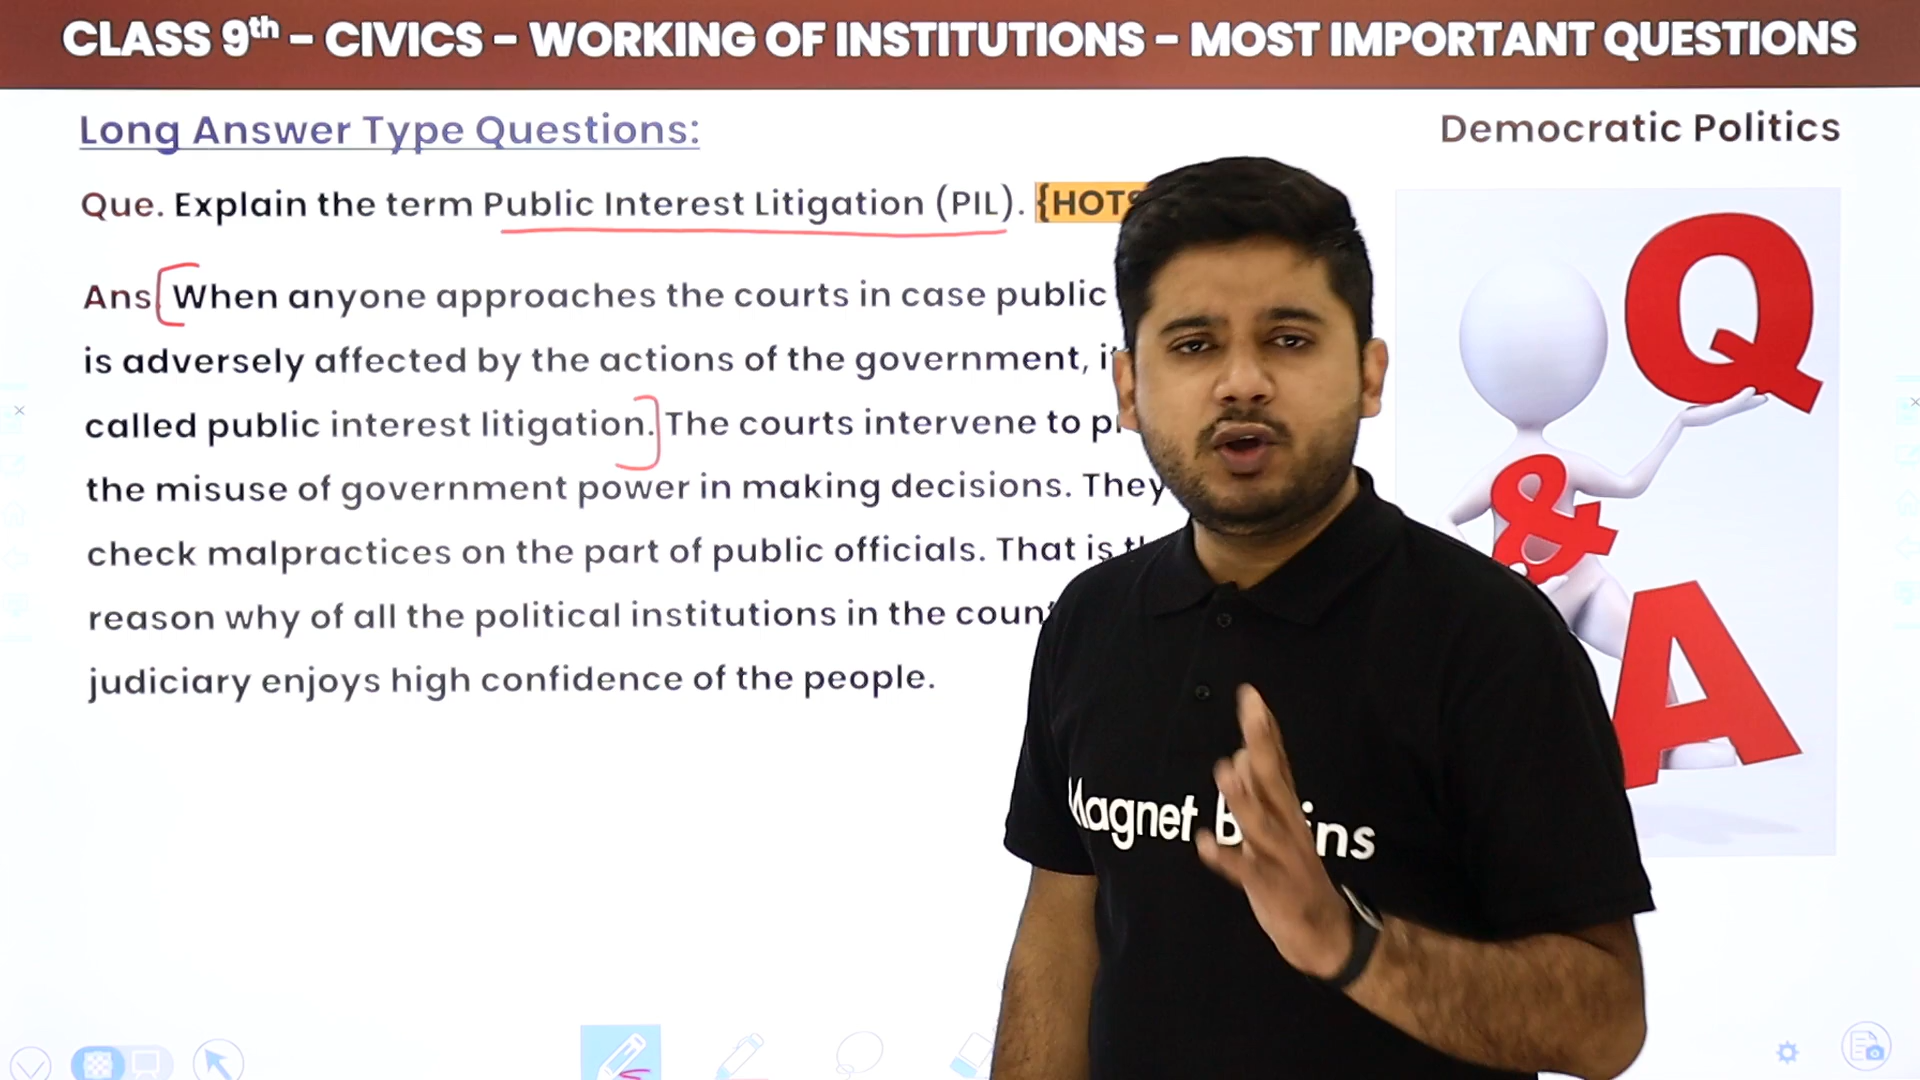 CLASS 9th - CIVICS - WORKING OF INSTITUTIONS - MOST IMPORTANT QUESTIONS
Long Answer Type Questions:
Democratic Politics
Que. Explain the term Public Interest Litigation (PIL). {HOTS
Ans When anyone approaches the courts in case public
is adversely affected by the actions of the government,
called public interest litigation. The courts intervene to
the misuse of government power in making decisions. They
check malpractices on the part of public officials. That is
reason why of all the political institutions in the
judiciary enjoys high confidence of the people.
Q
&
A
Magnet